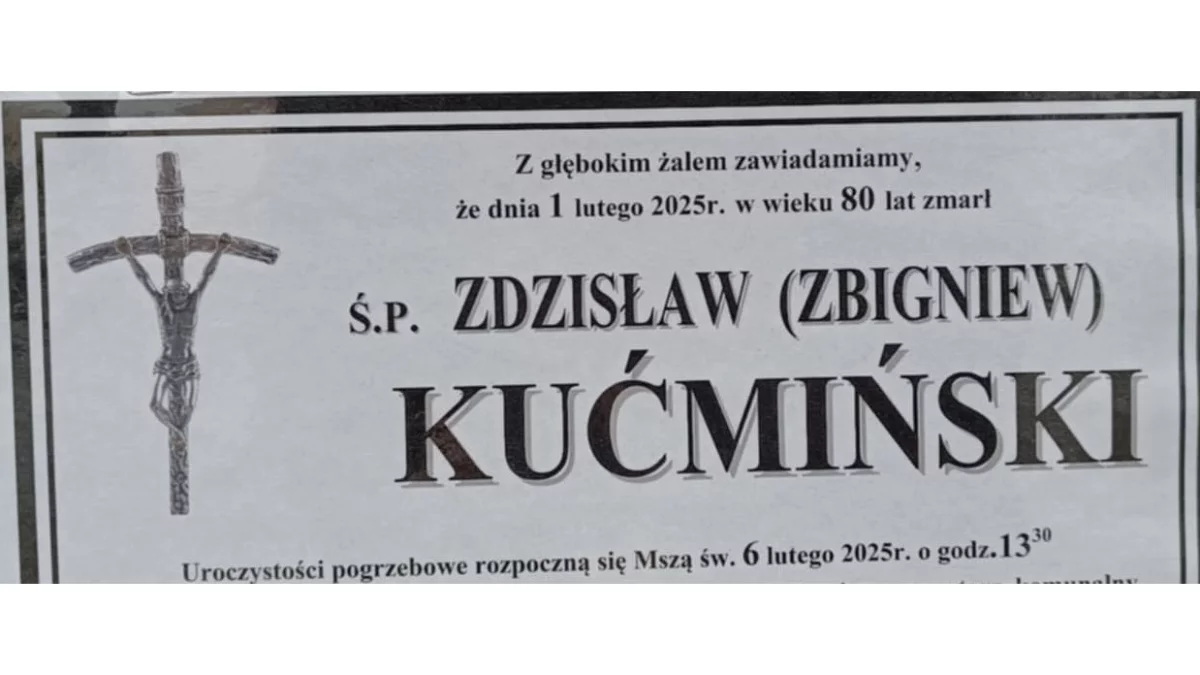 Z głębokim żalem zawiadamiamy,
że dnia 1 lutego 2025r. w wieku 80 lat zmarł
Ś.P. ZDZISŁAW (ZBIGNIEW)
KUĆMIŃSKI
Uroczystości pogrzebowe rozpoczną się Mszą św. 6 lutego 2025r. o godz.13³⁰